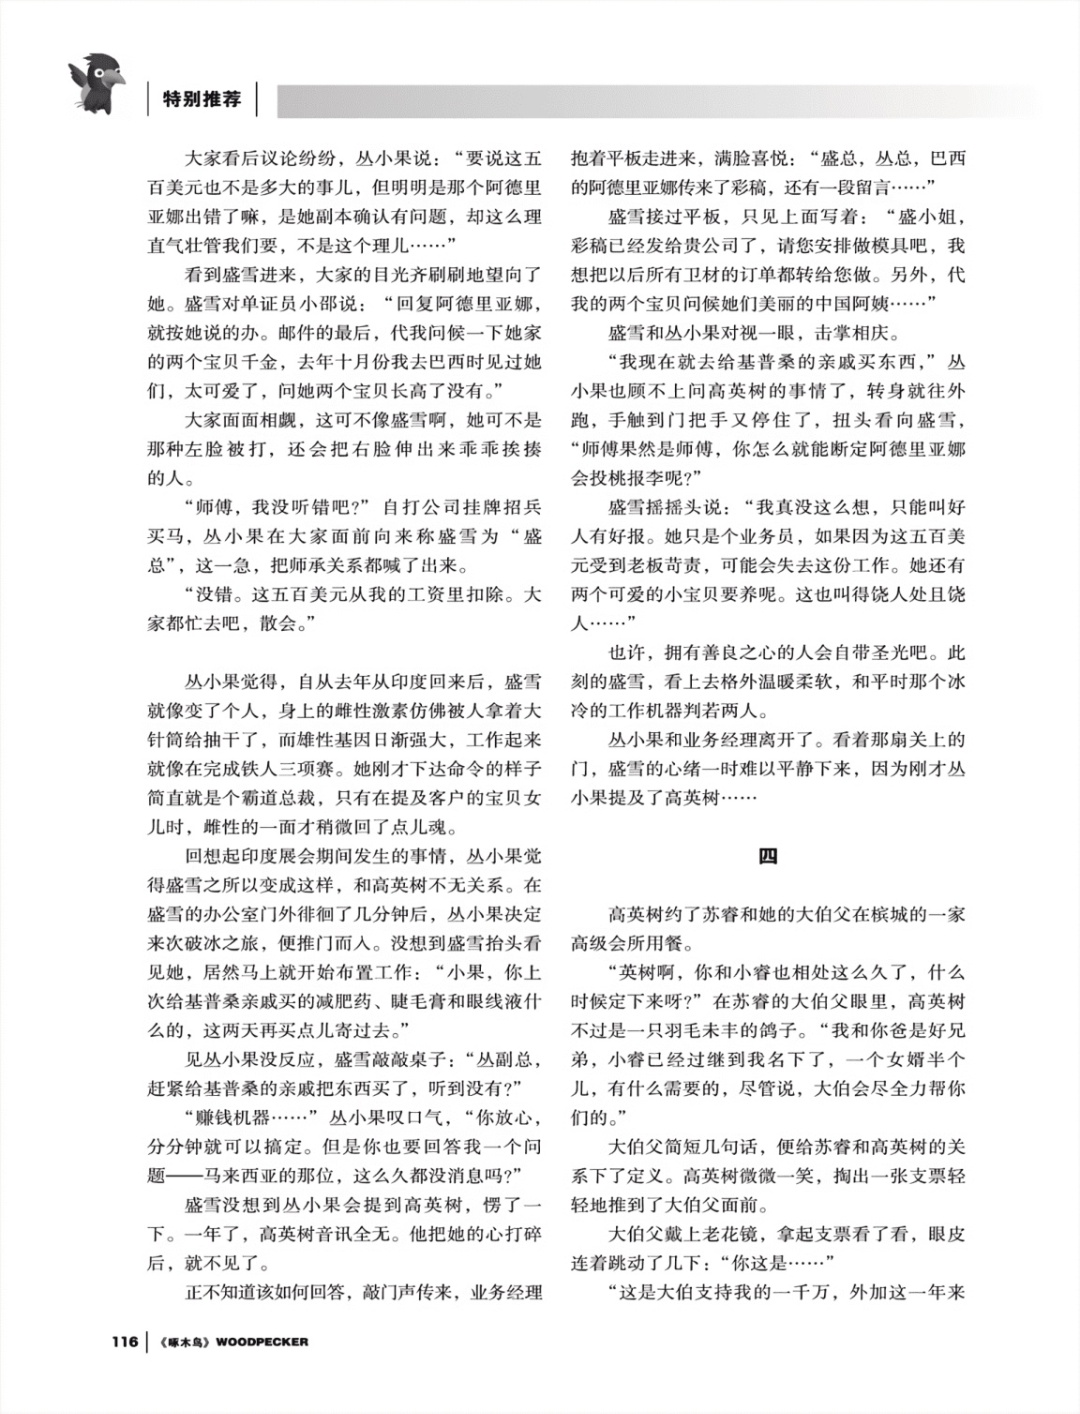 特别推荐
大家看后议论纷纷，丛小果说：“要说这五
百美元也不是多大的事儿，但明明是那个阿德里
亚娜出错了嘛，是她副本确认有问题，却这么理
直气壮管我们要，不是这个理儿……”
看到盛雪进来，大家的目光齐刷刷地望向了
她。盛雪对单证员小邵说：“回复阿德里亚娜，
就按她说的办。邮件的最后，代我问候一下她家
的两个宝贝千金，去年十月份我去巴西时见过她
们，太可爱了，问她两个宝贝长高了没有。”
大家面面相觑，这可不像盛雪啊，她可不是
那种左脸被打，还会把右脸伸出来乖乖挨揍
的人。
“师傅，我没听错吧？”自打公司挂牌招兵
买马，丛小果在大家面前向来称盛雪为“盛
总”，这一急，把师承关系都喊了出来。
“没错。这五百美元从我的工资里扣除。大
家都忙去吧，散会。”
丛小果觉得，自从去年从印度回来后，盛雪
就像变了个人，身上的雌性激素仿佛被人拿着大
针筒给抽干了，而雄性基因日渐强大，工作起来
就像在完成铁人三项赛。她刚才下达命令的样子
简直就是个霸道总裁，只有在提及客户的宝贝女
儿时，雌性的一面才稍微回了点儿魂。
回想起印度展会期间发生的事情，丛小果觉
得盛雪之所以变成这样，和高英树不无关系。在
盛雪的办公室门外徘徊了几分钟后，丛小果决定
来次破冰之旅，便推门而入。没想到盛雪抬头看
见她，居然马上就开始布置工作：“小果，你上
次给基普桑亲戚买的减肥药、睫毛膏和眼线液什
么的，这两天再买点儿寄过去。”
见丛小果没反应，盛雪敲敲桌子：“丛副总，
赶紧给基普桑的亲戚把东西买了，听到没有？”
“赚钱机器……”丛小果叹口气，“你放心，
分分钟就可以搞定。但是你也要回答我一个问
题——马来西亚的那位，这么久都没消息吗？”
盛雪没想到丛小果会提到高英树，愣了一
下。一年了，高英树音讯全无。他把她的心打碎
后，就不见了。
正不知道该如何回答，敲门声传来，业务经理
抱着平板走进来，满脸喜悦：“盛总，丛总，巴西
的阿德里亚娜传来了彩稿，还有一段留言……”
盛雪接过平板，只见上面写着：“盛小姐，
彩稿已经发给贵公司了，请您安排做模具吧，我
想把以后所有卫材的订单都转给您做。另外，代
我的两个宝贝问候她们美丽的中国阿姨……”
盛雪和丛小果对视一眼，击掌相庆。
“我现在就去给基普桑的亲戚买东西，”丛
小果也顾不上问高英树的事情了，转身就往外
跑，手触到门把手又停住了，扭头看向盛雪，
“师傅果然是师傅，你怎么就能断定阿德里亚娜
会投桃报李呢？”
盛雪摇摇头说：“我真没这么想，只能叫好
人有好报。她只是个业务员，如果因为这五百美
元受到老板苛责，可能会失去这份工作。她还有
两个可爱的小宝贝要养呢。这也叫得饶人处且饶
人……”
也许，拥有善良之心的人会自带圣光吧。此
刻的盛雪，看上去格外温暖柔软，和平时那个冰
冷的工作机器判若两人。
丛小果和业务经理离开了。看着那扇关上的
门，盛雪的心绪一时难以平静下来，因为刚才丛
小果提及了高英树……
四
高英树约了苏睿和她的大伯父在槟城的一家
高级会所用餐。
“英树啊，你和小睿也相处这么久了，什么
时候定下来呀？”在苏睿的大伯父眼里，高英树
不过是一只羽毛未丰的鸽子。“我和你爸是好兄
弟，小睿已经过继到我名下了，一个女婿半个
儿，有什么需要的，尽管说，大伯会尽全力帮你
们的。”
大伯父简短几句话，便给苏睿和高英树的关
系下了定义。高英树微微一笑，掏出一张支票轻
轻地推到了大伯父面前。
大伯父戴上老花镜，拿起支票看了看，眼皮
连着跳动了几下：“你这是……”
“这是大伯支持我的一千万，外加这一年来
116 《啄木鸟》WOODPECKER